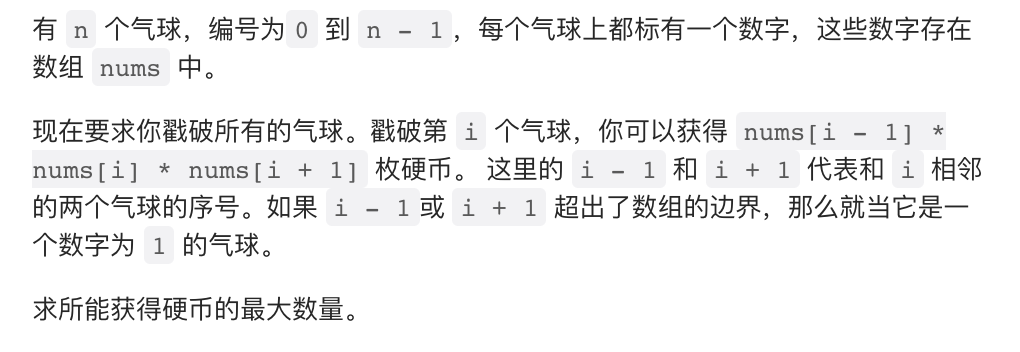 有 n 个气球，编号为0 到 n - 1，每个气球上都标有一个数字，这些数字存在
数组 nums 中。
现在要求你戳破所有的气球。戳破第 i 个气球，你可以获得 nums[i - 1] *
nums[i] * nums[i + 1] 枚硬币。 这里的 i - 1 和 i + 1 代表和 i 相邻
的两个气球的序号。如果 i - 1或 i + 1 超出了数组的边界，那么就当它是一
个数字为 1 的气球。
求所能获得硬币的最大数量。